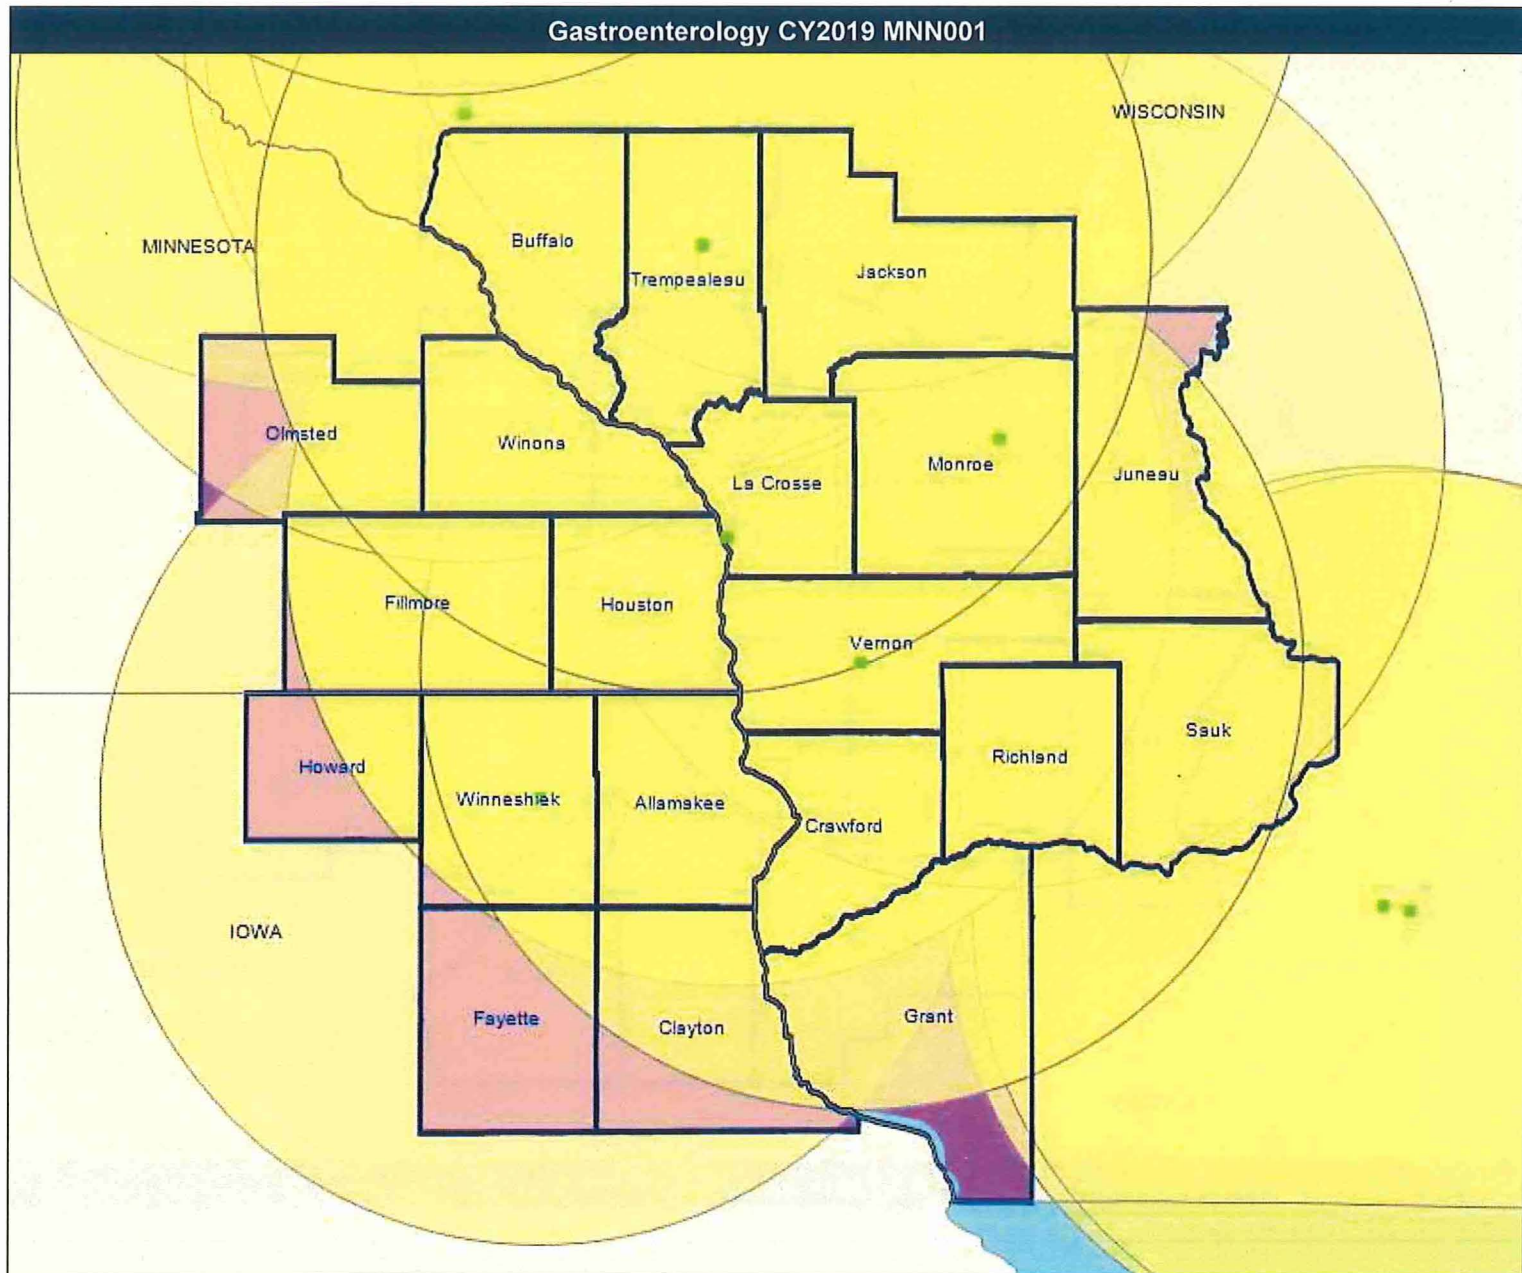 Gastroenterology CY2019 MNN001
WISCONSIN
MINNESOTA
Buffalo
Trempealeau
Jackson
Olmsted
Winona
La Crosse
Monroe
Juneau
Fillmore
Houston
Vernon
Howard
Winneshiek
Allamakee
Crawford
Richland
Sauk
IOWA
Fayette
Clayton
Grant